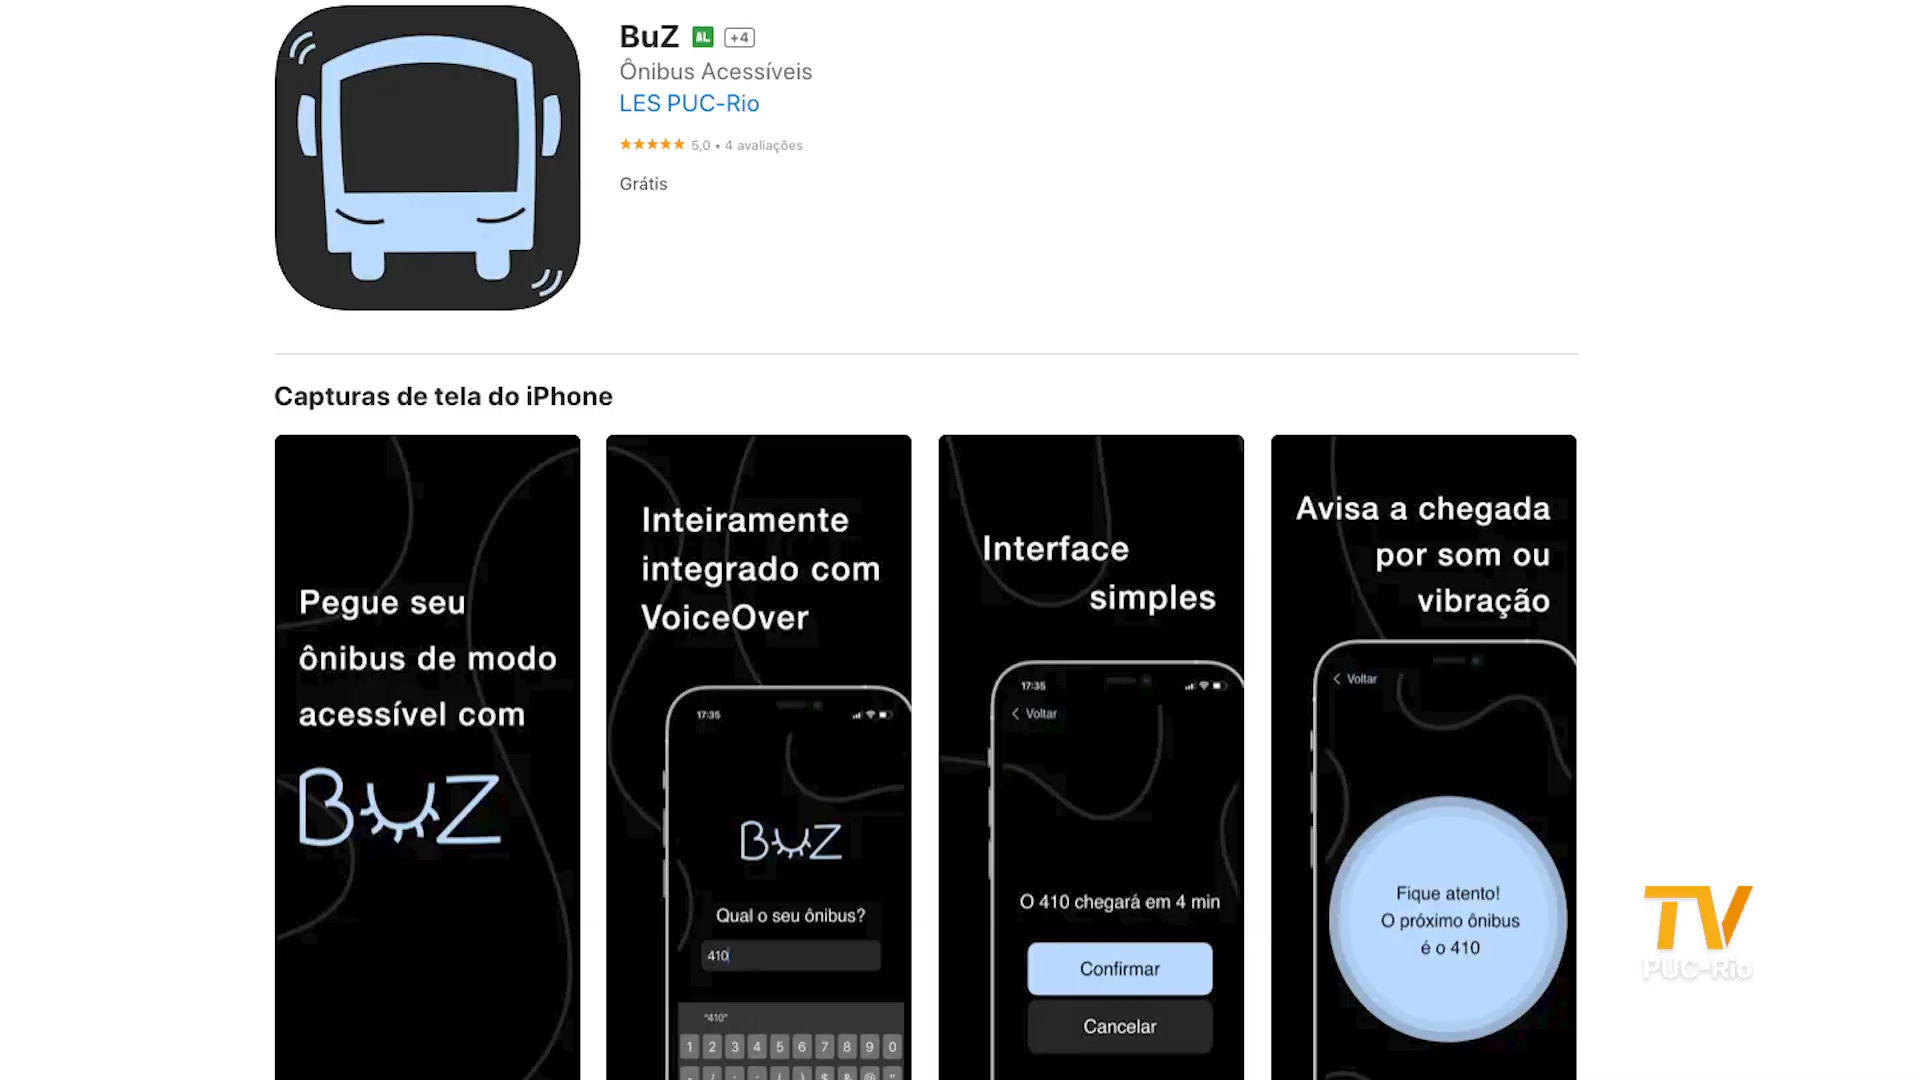 BuZ AL +4
Ônibus Acessíveis
LES PUC-Rio
★★★★★ 5,0 • 4 avaliações
Grátis
Capturas de tela do iPhone
Pegue seu
ônibus de modo
acessível com
BuZ
Inteiramente
integrado com
VoiceOver
17:35
BuZ
Qual o seu ônibus?
410
"410"
1 2 3 4 5 6 7 8 9 0
Interface
simples
17:35
Voltar
O 410 chegará em 4 min
Confirmar
Cancelar
Avisa a chegada
por som ou
vibração
Voltar
Fique atento!
O próximo ônibus
é o 410
TV
PUC-Rio